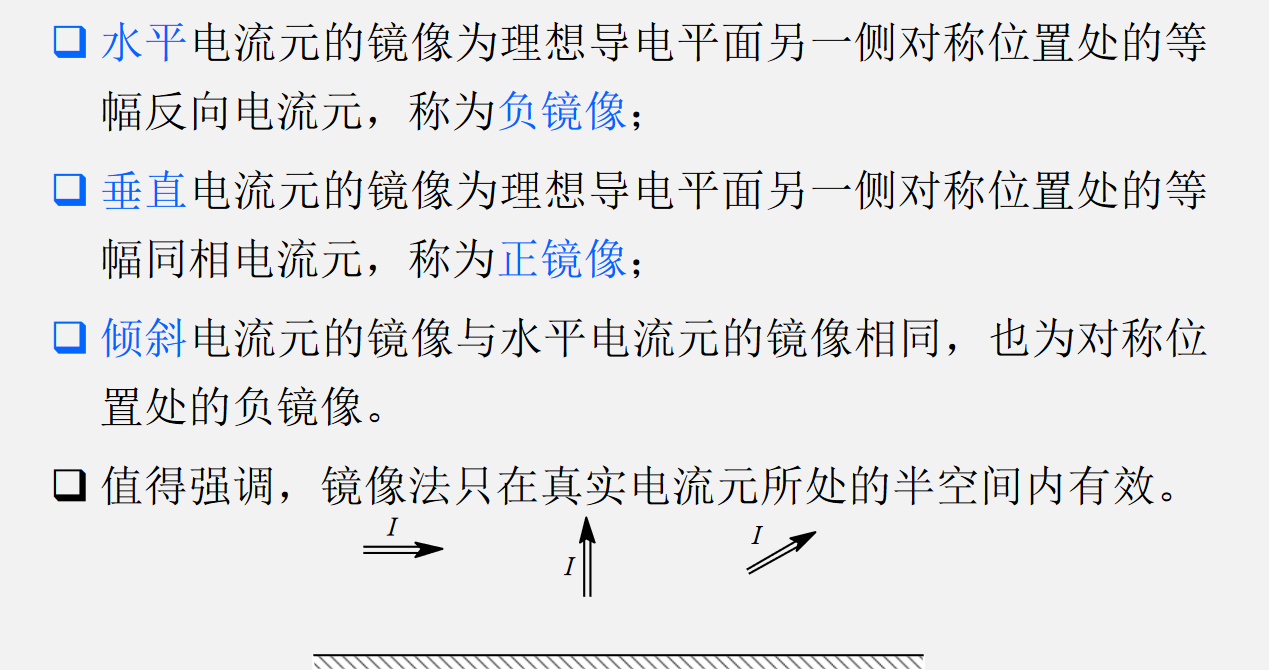 水平电流元的镜像为理想导电平面另一侧对称位置处的等
幅反向电流元，称为负镜像；
垂直电流元的镜像为理想导电平面另一侧对称位置处的等
幅同相电流元，称为正镜像；
倾斜电流元的镜像与水平电流元的镜像相同，也为对称位
置处的负镜像。
值得强调，镜像法只在真实电流元所处的半空间内有效。
I
I
I